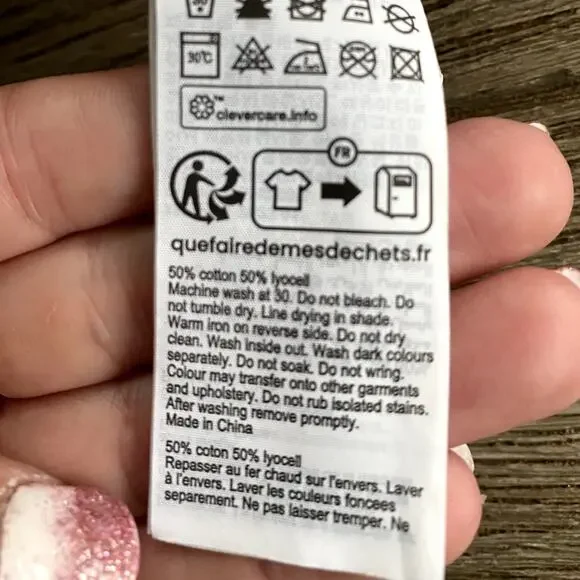 30°C
™
clevercare.info
FR
quefairedemesdechets.fr
50% cotton 50% lyocell
Machine wash at 30. Do not bleach. Do
not tumble dry. Line drying in shade.
Warm iron on reverse side. Do not dry
clean. Wash inside out. Wash dark colours
separately. Do not soak. Do not wring.
Colour may transfer onto other garments
and upholstery. Do not rub isolated stains.
After washing remove promptly.
Made in China
50% coton 50% lyocell
Repasser au fer chaud sur l'envers. Laver
à l'envers. Laver les couleurs foncées
separement. Ne pas laisser tremper. Ne